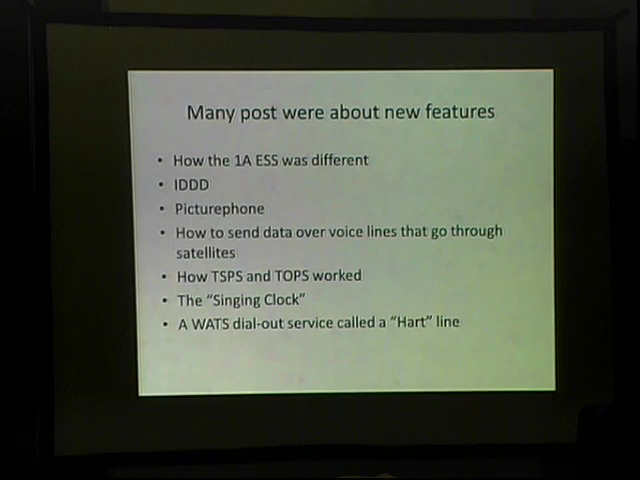 Many post were about new features
• How the 1A ESS was different
• IDDD
• Picturephone
• How to send data over voice lines that go through
satellites
• How TSPS and TOPS worked
• The “Singing Clock”
• A WATS dial-out service called a “Hart” line